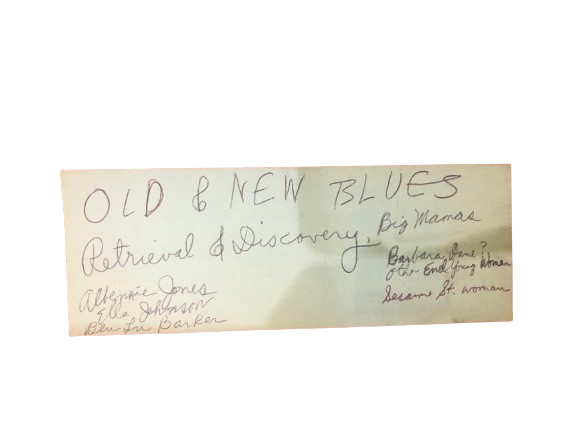 OLD & NEW BLUES
Retrieval & Discovery, Big Mamas
Albennie Jones
Ella Johnson
Blu Lu Barker
Barbara Dane?
other End Young Women
Sesame St. woman